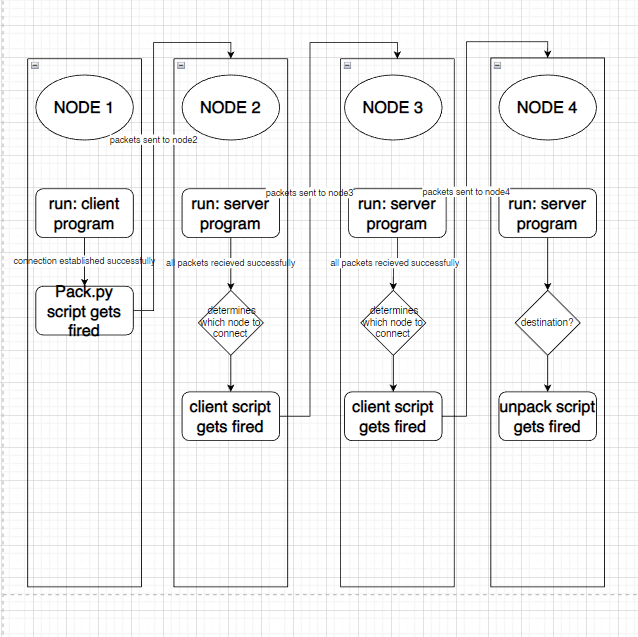 NODE 1
NODE 2
NODE 3
NODE 4
packets sent to node2
packets sent to node3
packets sent to node4
run: client
program
run: server
program
run: server
program
run: server
program
connection established successfully
all packets recieved successfully
all packets recieved successfully
Pack.py
script gets
fired
determines
which node to
connect
determines
which node to
connect
destination?
client script
gets fired
client script
gets fired
unpack script
gets fired